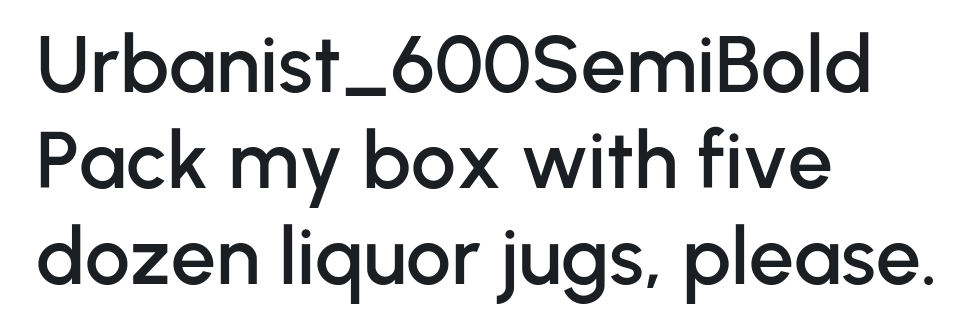 Urbanist_600SemiBold
Pack my box with five
dozen liquor jugs, please.